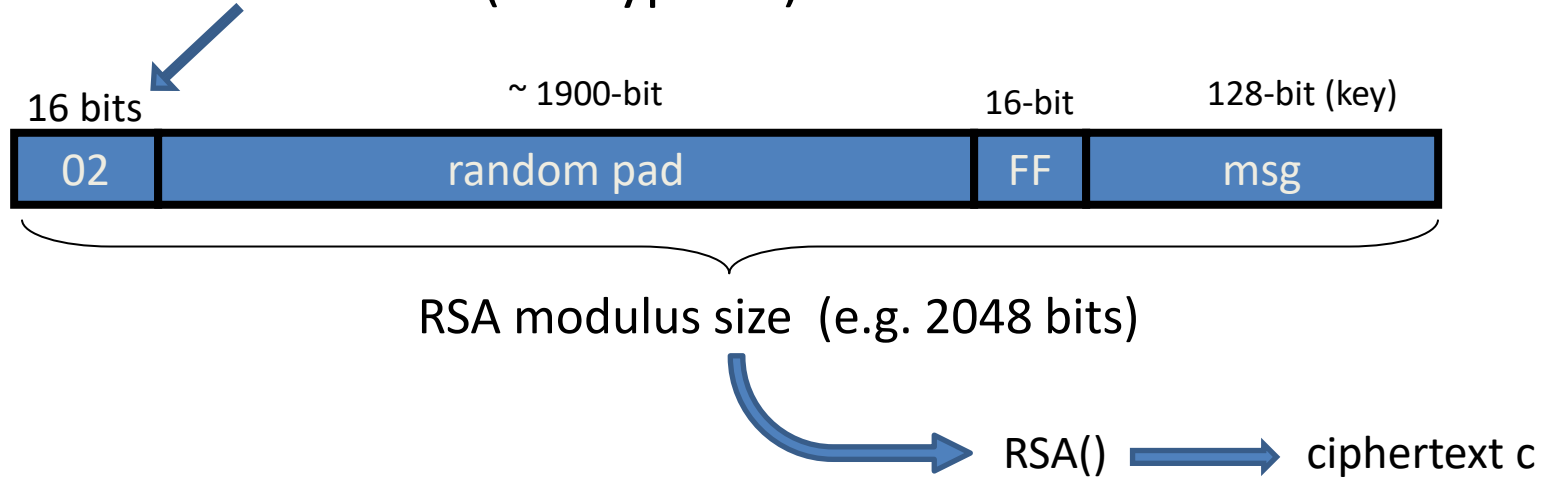 16 bits
~ 1900-bit
16-bit
128-bit (key)
02
random pad
FF
msg
RSA modulus size (e.g. 2048 bits)
RSA()
ciphertext c